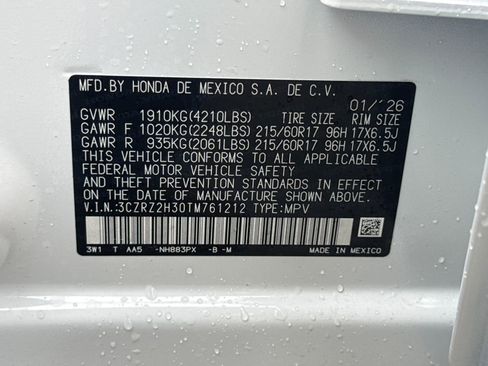 MFD.BY HONDA DE MEXICO S.A. DE C.V.
01/'26
GVWR 1910KG(4210LBS) TIRE SIZE RIM SIZE
GAWR F 1020KG(2248LBS) 215/60R17 96H 17X6.5J
GAWR R 935KG(2061LBS) 215/60R17 96H 17X6.5J
THIS VEHICLE CONFORMS TO ALL APPLICABLE
FEDERAL MOTOR VEHICLE SAFETY
AND THEFT PREVENTION STANDARDS IN EFFECT
ON THE DATE OF MANUFACTURE SHOWN ABOVE.
V.I.N.:3CZRZ2H30TM761212 TYPE:MPV
3W1 T AA5 -NH883PX -B -M MADE IN MEXICO